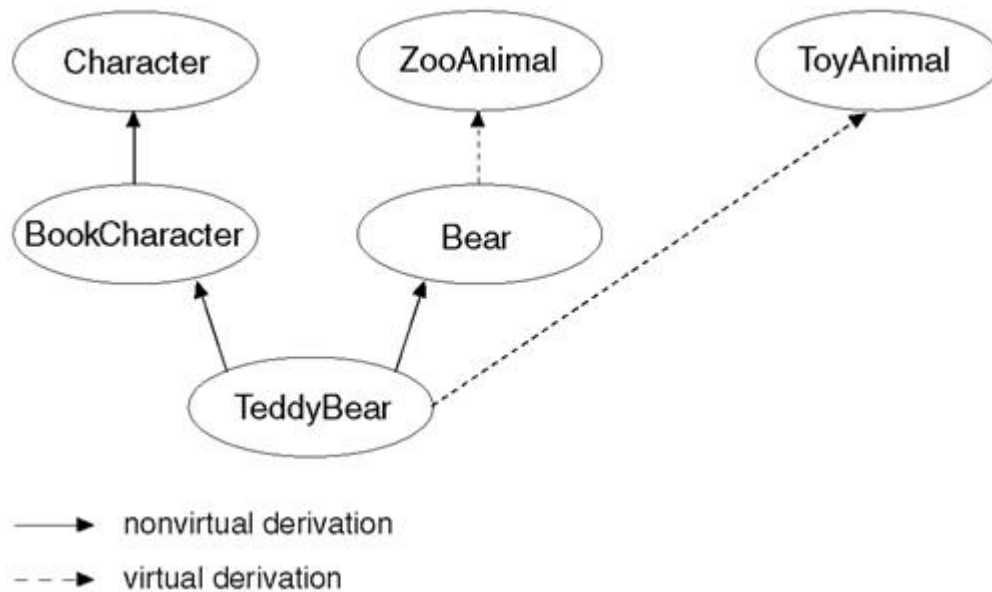 Character
ZooAnimal
ToyAnimal
BookCharacter
Bear
TeddyBear
nonvirtual derivation
virtual derivation